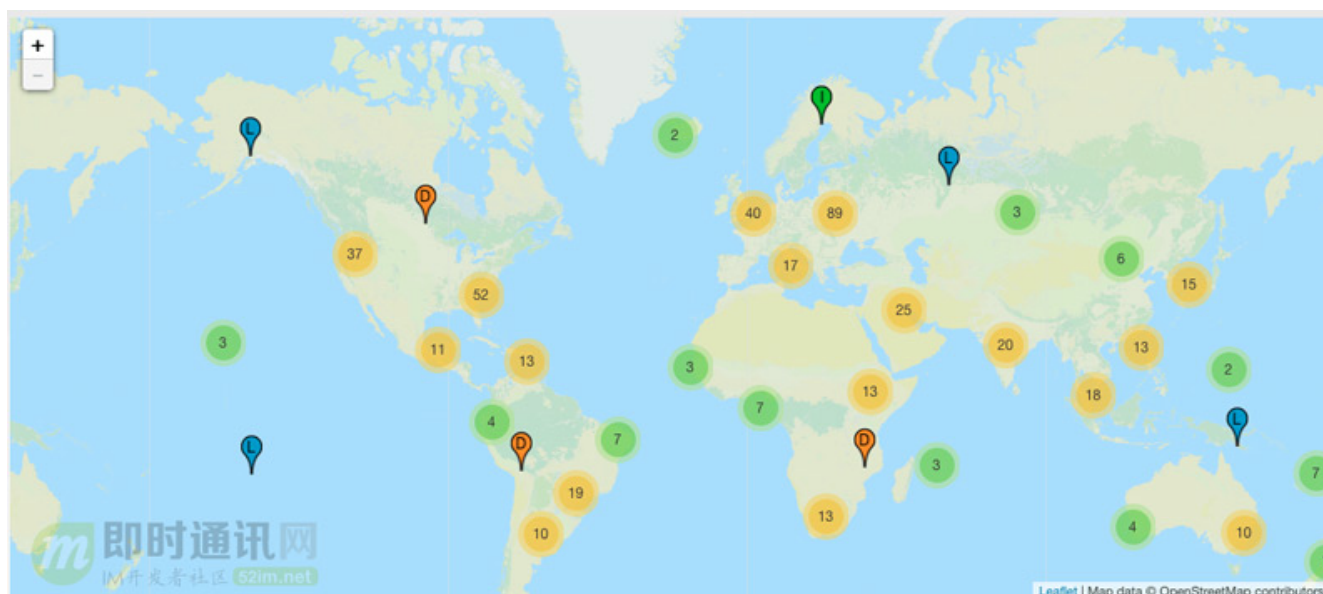 +
−
I
2
L
L
D
3
40
89
37
6
17
15
52
25
3
20
13
11
13
3
2
13
18
7
4
L
7
D
D
L
3
7
19
13
4
10
10
m
即时通讯网
IM开发者社区 52im.net
Leaflet | Map data © OpenStreetMap contributors